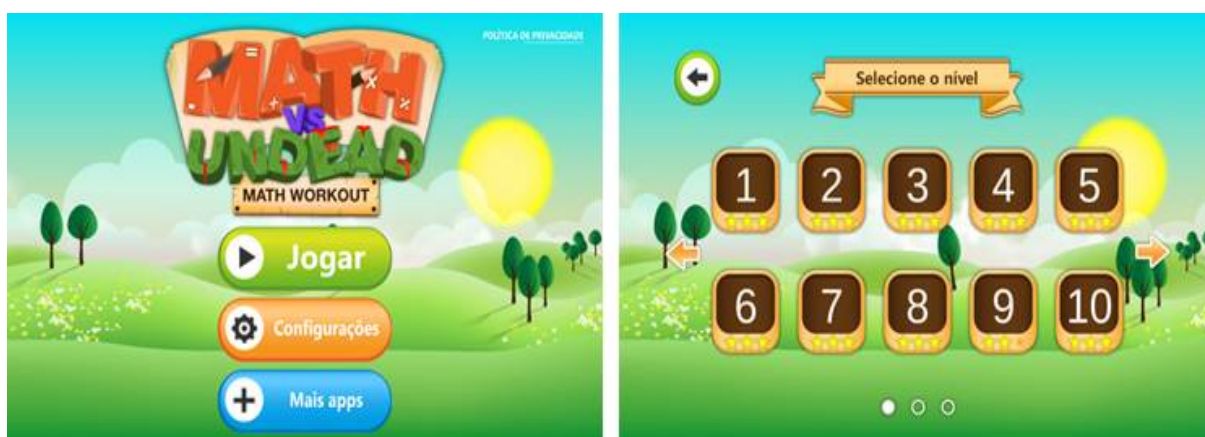 POLÍTICA DE PRIVACIDADE
MATH
VS
UNDEAD
MATH WORKOUT
Jogar
Configurações
Mais apps
Selecione o nível
1 2 3 4 5
6 7 8 9 10